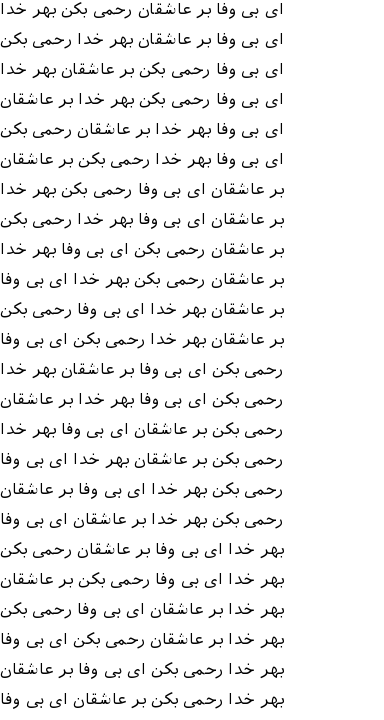 ای بی وفا بر عاشقان رحمی بکن بهر خدا
ای بی وفا بر عاشقان بهر خدا رحمی بکن
ای بی وفا رحمی بکن بر عاشقان بهر خدا
ای بی وفا رحمی بکن بهر خدا بر عاشقان
ای بی وفا بهر خدا بر عاشقان رحمی بکن
ای بی وفا بهر خدا رحمی بکن بر عاشقان
بر عاشقان ای بی وفا رحمی بکن بهر خدا
بر عاشقان ای بی وفا بهر خدا رحمی بکن
بر عاشقان رحمی بکن ای بی وفا بهر خدا
بر عاشقان رحمی بکن بهر خدا ای بی وفا
بر عاشقان بهر خدا ای بی وفا رحمی بکن
بر عاشقان بهر خدا رحمی بکن ای بی وفا
رحمی بکن ای بی وفا بر عاشقان بهر خدا
رحمی بکن ای بی وفا بهر خدا بر عاشقان
رحمی بکن بر عاشقان ای بی وفا بهر خدا
رحمی بکن بر عاشقان بهر خدا ای بی وفا
رحمی بکن بهر خدا ای بی وفا بر عاشقان
رحمی بکن بهر خدا بر عاشقان ای بی وفا
بهر خدا ای بی وفا بر عاشقان رحمی بکن
بهر خدا ای بی وفا رحمی بکن بر عاشقان
بهر خدا بر عاشقان ای بی وفا رحمی بکن
بهر خدا بر عاشقان رحمی بکن ای بی وفا
بهر خدا رحمی بکن ای بی وفا بر عاشقان
بهر خدا رحمی بکن بر عاشقان ای بی وفا